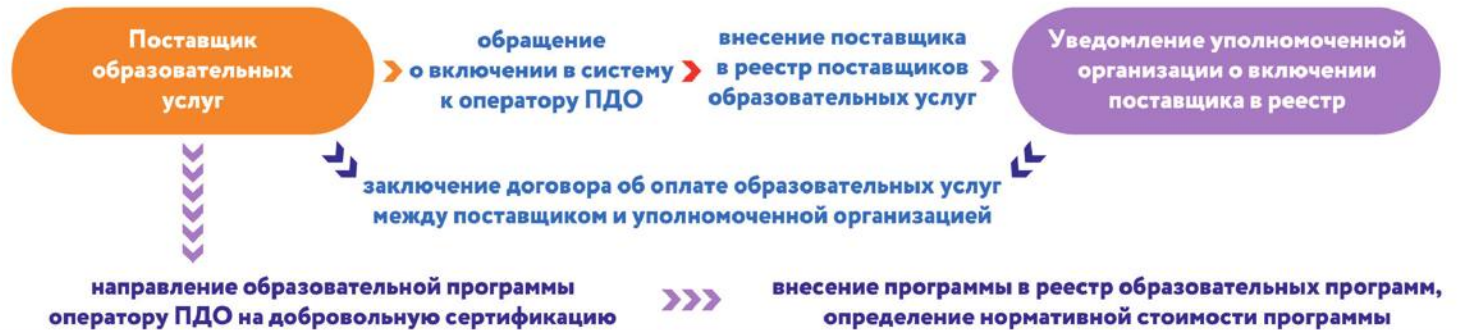 Поставщик
образовательных
услуг
обращение
о включении в систему
к оператору ПДО
внесение поставщика
в реестр поставщиков
образовательных услуг
Уведомление уполномоченной
организации о включении
поставщика в реестр
заключение договора об оплате образовательных услуг
между поставщиком и уполномоченной организацией
направление образовательной программы
оператору ПДО на добровольную сертификацию
внесение программы в реестр образовательных программ,
определение нормативной стоимости программы